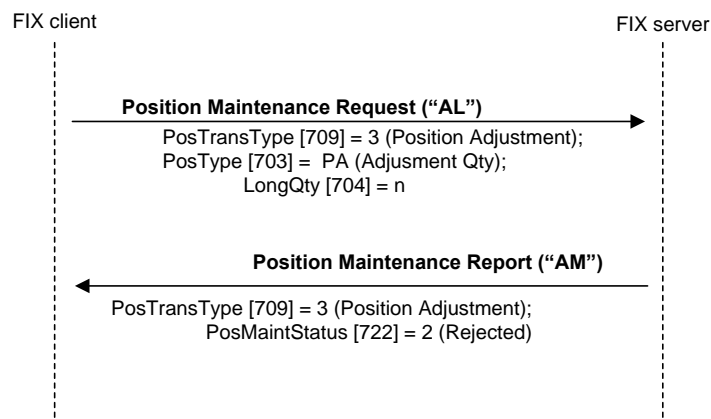 FIX client
FIX server
Position Maintenance Request (“AL”)
PosTransType [709] = 3 (Position Adjustment);
PosType [703] = PA (Adjusment Qty);
LongQty [704] = n
Position Maintenance Report (“AM”)
PosTransType [709] = 3 (Position Adjustment);
PosMaintStatus [722] = 2 (Rejected)